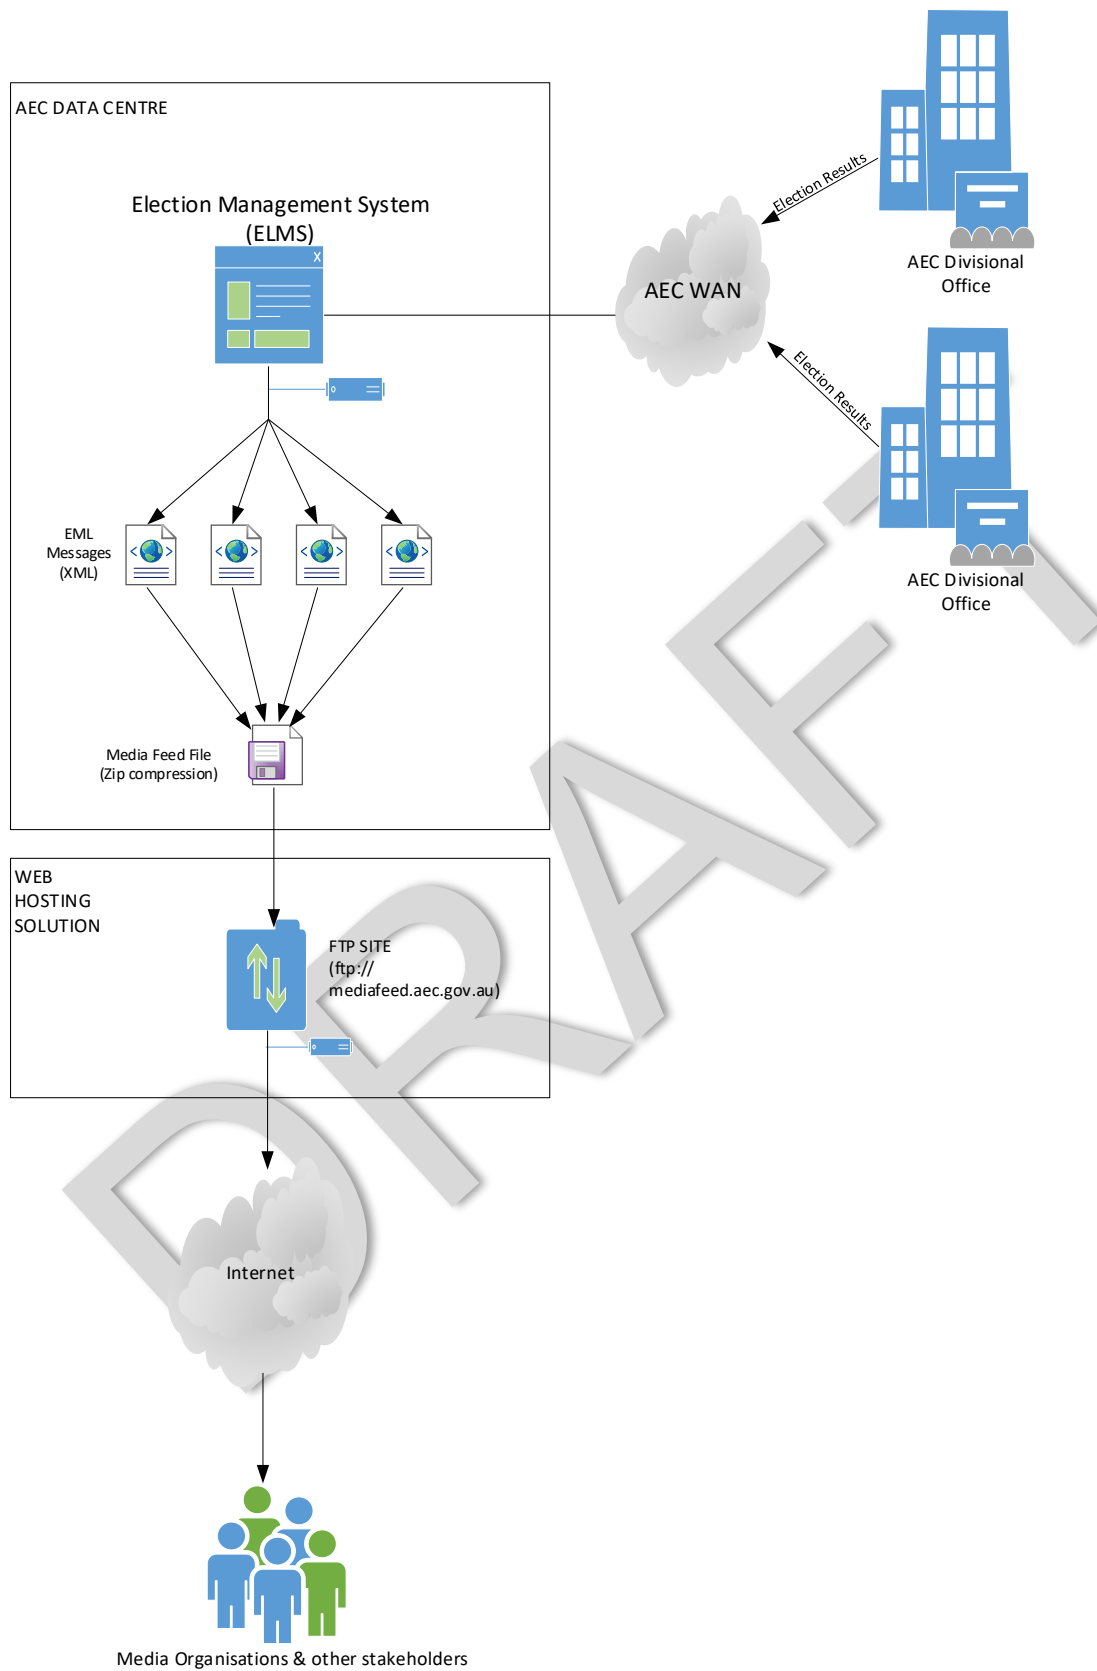 AEC DATA CENTRE
Election Management System
(ELMS)
X
AEC WAN
Election Results
AEC Divisional
Office
Election Results
AEC Divisional
Office
EML
Messages
(XML)
Media Feed File
(Zip compression)
WEB
HOSTING
SOLUTION
FTP SITE
(ftp://
mediafeed.aec.gov.au)
Internet
Media Organisations & other stakeholders
DRAFT